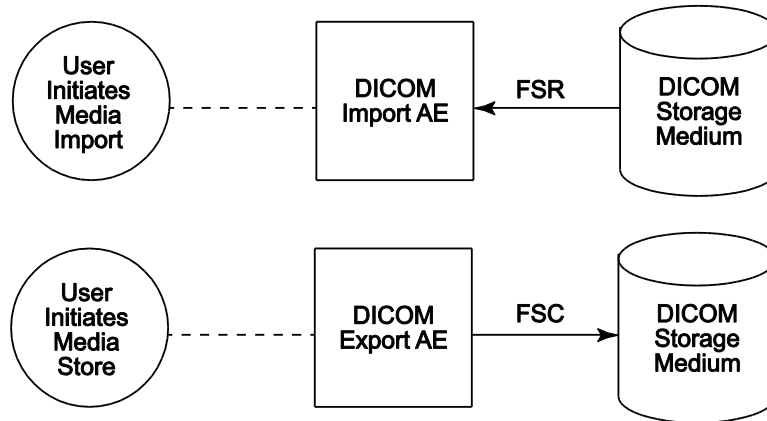 User
Initiates
Media
Import
DICOM
Import AE
FSR
DICOM
Storage
Medium
User
Initiates
Media
Store
DICOM
Export AE
FSC
DICOM
Storage
Medium